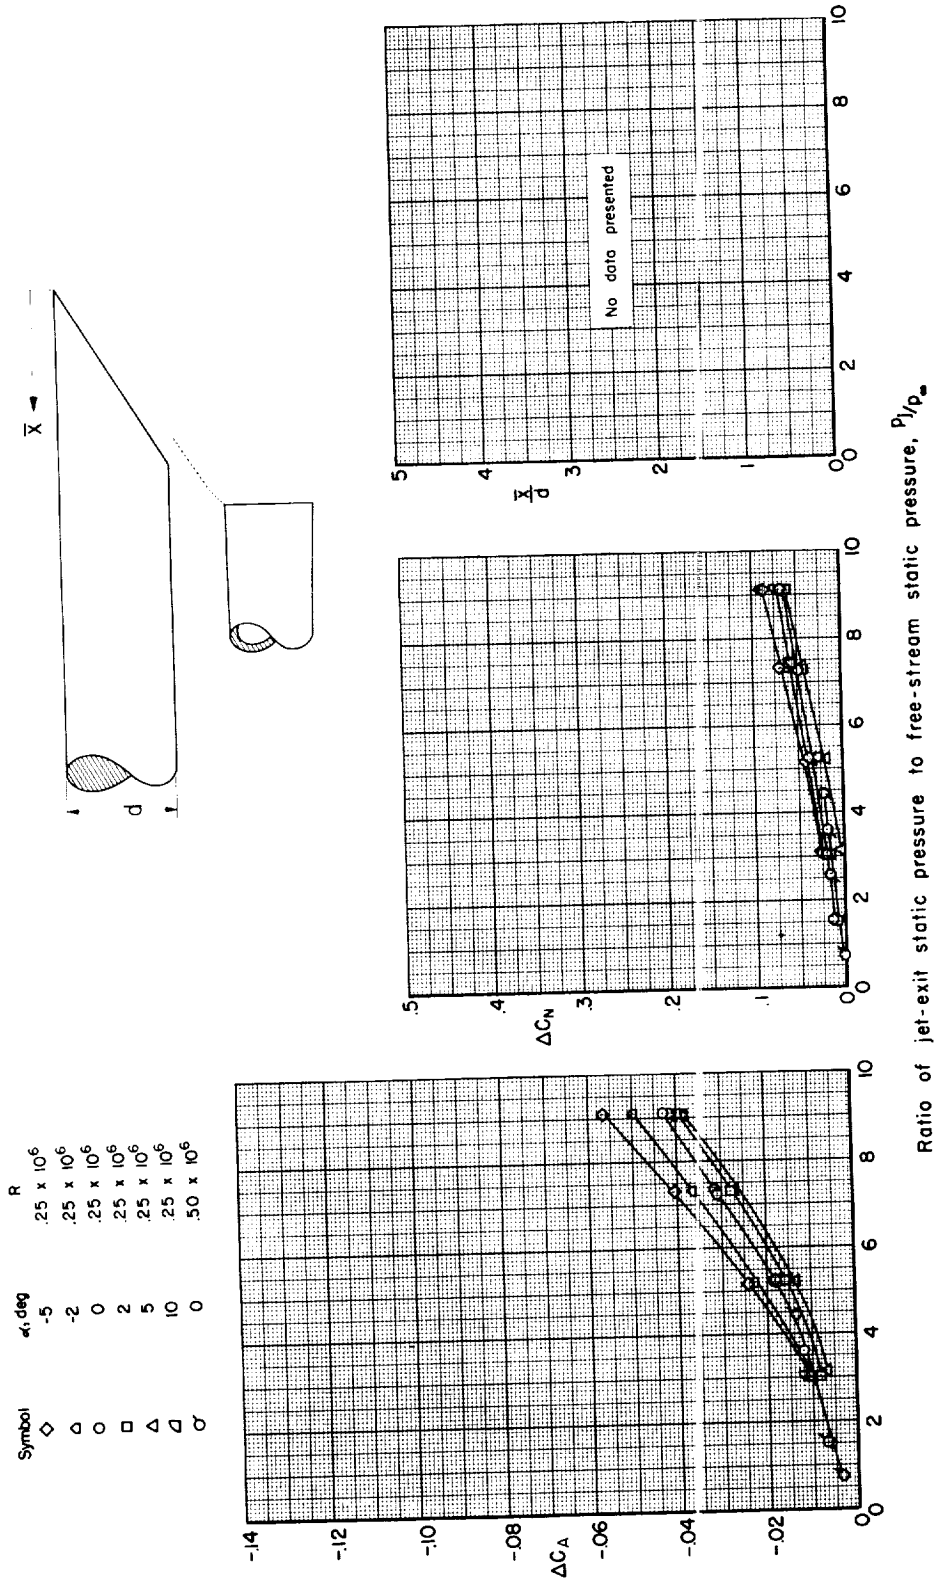 Symbol α, deg R
◇ -5 .25 x 10⁶
-2 .25 x 10⁶
○ 0 .25 x 10⁶
□ 2 .25 x 10⁶
△ 5 .25 x 10⁶
10 .25 x 10⁶
0 .50 x 10⁶
d
x̄
-.14
-.12
-.10
-.08
-.06
-.04
-.02
0
ΔC_A
0 2 4 6 8 10
.5
.4
.3
.2
.1
0
ΔC_N
0 2 4 6 8 10
5
4
3
2
1
0
x̄/d
No data presented
0 2 4 6 8 10
Ratio of jet-exit static pressure to free-stream static pressure, p_j/p_∞